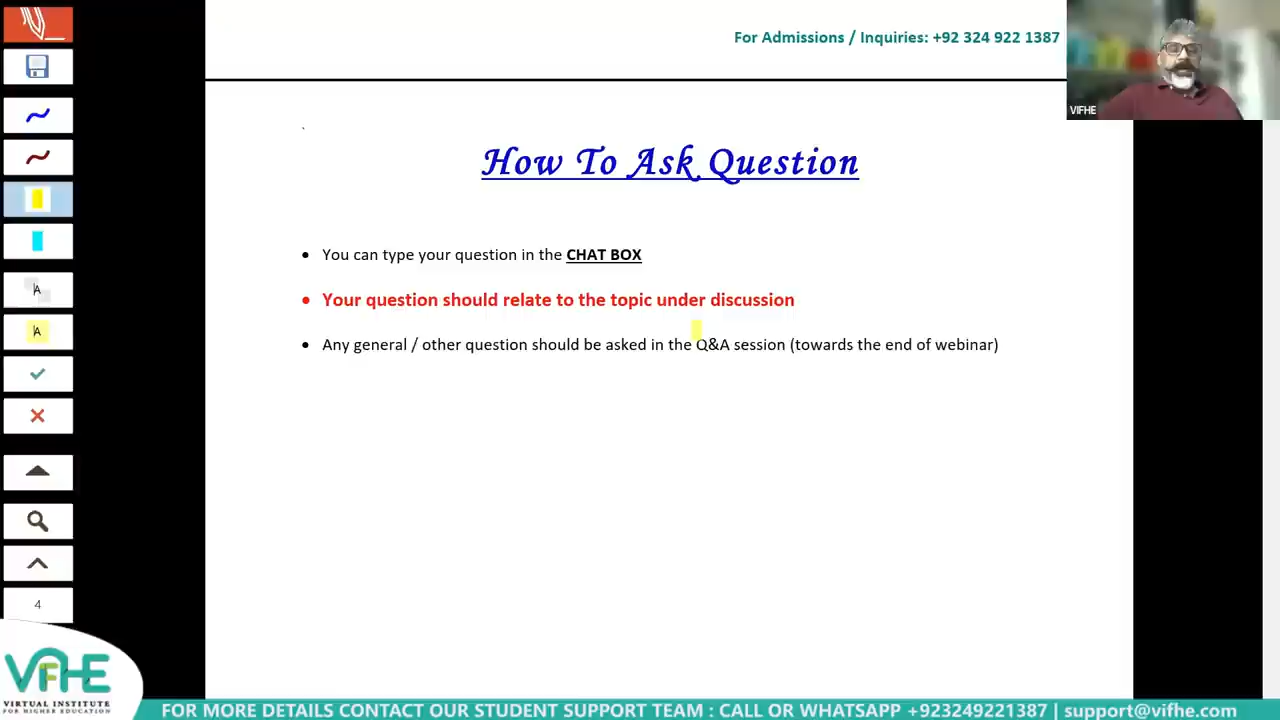 For Admissions / Inquiries: +92 324 922 1387
VIFHE
How To Ask Question
• You can type your question in the CHAT BOX
• Your question should relate to the topic under discussion
• Any general / other question should be asked in the Q&A session (towards the end of webinar)
A
A
4
VIFHE
VIRTUAL INSTITUTE
FOR HIGHER EDUCATION
FOR MORE DETAILS CONTACT OUR STUDENT SUPPORT TEAM : CALL OR WHATSAPP +923249221387 | support@vifhe.com